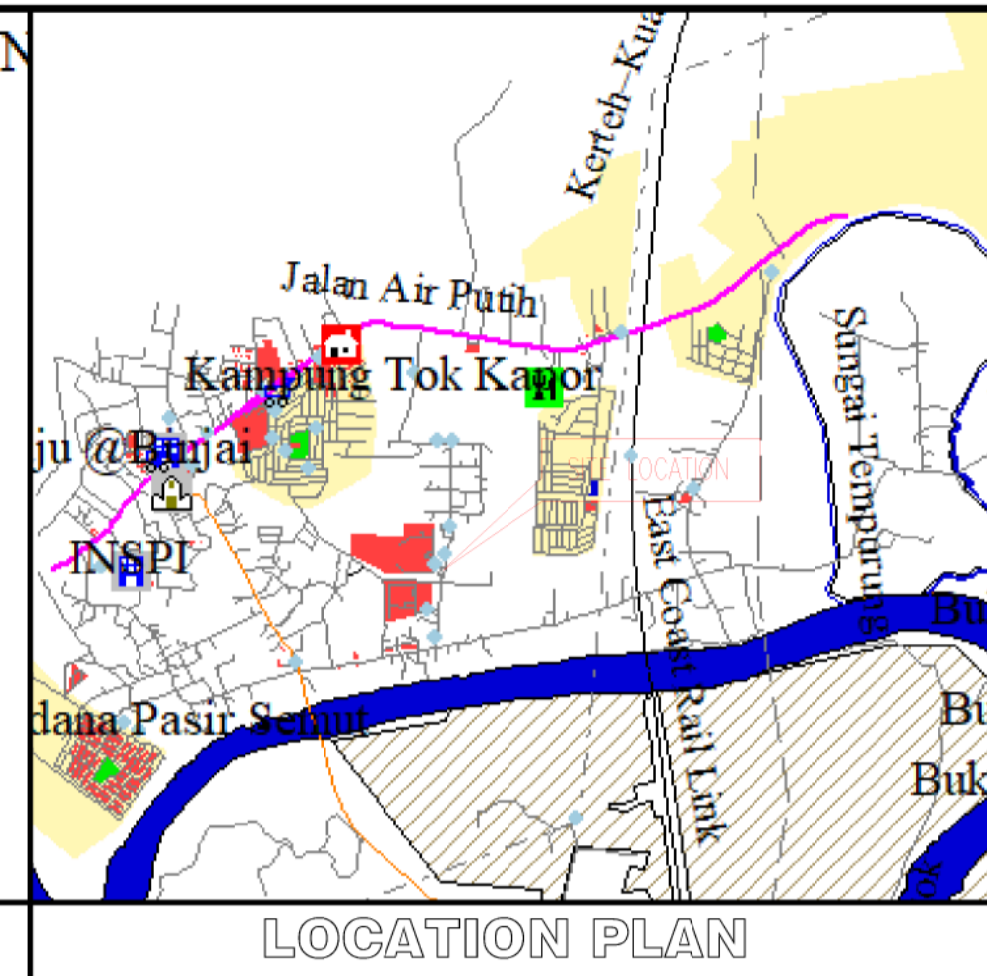 N
Kerteh-Kua
Jalan Air Putih
Kampung Tok Kapor
ju @Binjai
SITE LOCATION
INSPI
East Coast Rail Link
Sungai Tempurung
Bu
dana Pasir Semut
Bu
Buk
ok
LOCATION PLAN